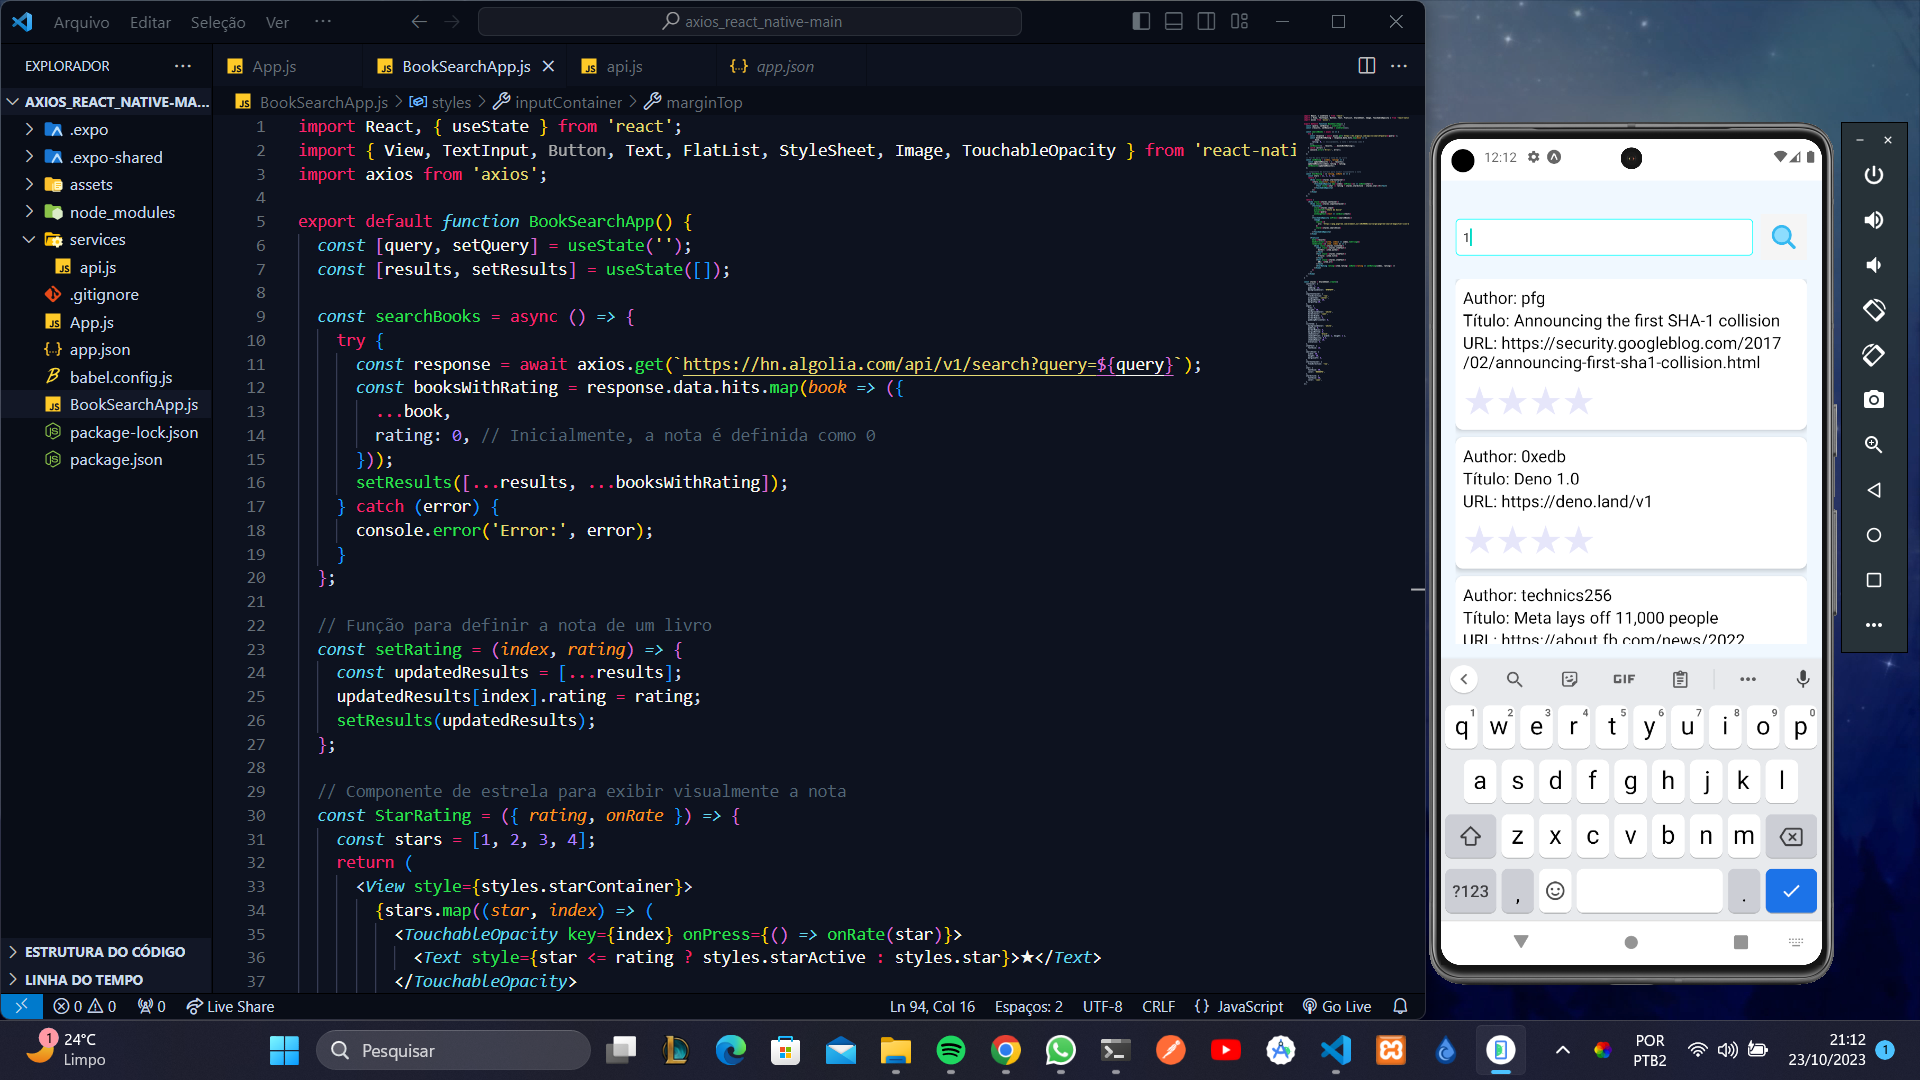 Arquivo Editar Seleção Ver ···
axios_react_native-main
EXPLORADOR ···
AXIOS_REACT_NATIVE-MA...
.expo
.expo-shared
assets
node_modules
services
api.js
.gitignore
App.js
app.json
babel.config.js
BookSearchApp.js
package-lock.json
package.json
ESTRUTURA DO CÓDIGO
LINHA DO TEMPO
App.js BookSearchApp.js api.js app.json
BookSearchApp.js > styles > inputContainer > marginTop
1 import React, { useState } from 'react';
2 import { View, TextInput, Button, Text, FlatList, StyleSheet, Image, TouchableOpacity } from 'react-nati
3 import axios from 'axios';
4
5 export default function BookSearchApp() {
6 const [query, setQuery] = useState('');
7 const [results, setResults] = useState([]);
8
9 const searchBooks = async () => {
10 try {
11 const response = await axios.get(`https://hn.algolia.com/api/v1/search?query=${query}`);
12 const booksWithRating = response.data.hits.map(book => ({
13 ...book,
14 rating: 0, // Inicialmente, a nota é definida como 0
15 }));
16 setResults([...results, ...booksWithRating]);
17 } catch (error) {
18 console.error('Error:', error);
19 }
20 };
21
22 // Função para definir a nota de um livro
23 const setRating = (index, rating) => {
24 const updatedResults = [...results];
25 updatedResults[index].rating = rating;
26 setResults(updatedResults);
27 };
28
29 // Componente de estrela para exibir visualmente a nota
30 const StarRating = ({ rating, onRate }) => {
31 const stars = [1, 2, 3, 4];
32 return (
33 <View style={styles.starContainer}>
34 {stars.map((star, index) => (
35 <TouchableOpacity key={index} onPress={() => onRate(star)}>
36 <Text style={star <= rating ? styles.starActive : styles.star}>★</Text>
37 </TouchableOpacity>
0 0 0 Live Share
Ln 94, Col 16 Espaços: 2 UTF-8 CRLF {} JavaScript Go Live
12:12
1
Author: pfg
Título: Announcing the first SHA-1 collision
URL: https://security.googleblog.com/2017
/02/announcing-first-sha1-collision.html
Author: 0xedb
Título: Deno 1.0
URL: https://deno.land/v1
Author: technics256
Título: Meta lays off 11,000 people
URL: https://about.fb.com/news/2022
GIF ···
q1 w2 e3 r4 t5 y6 u7 i8 o9 p0
a s d f g h j k l
z x c v b n m
?123 , .
1 24°C
Limpo
Pesquisar
POR
PTB2
21:12
23/10/2023
1